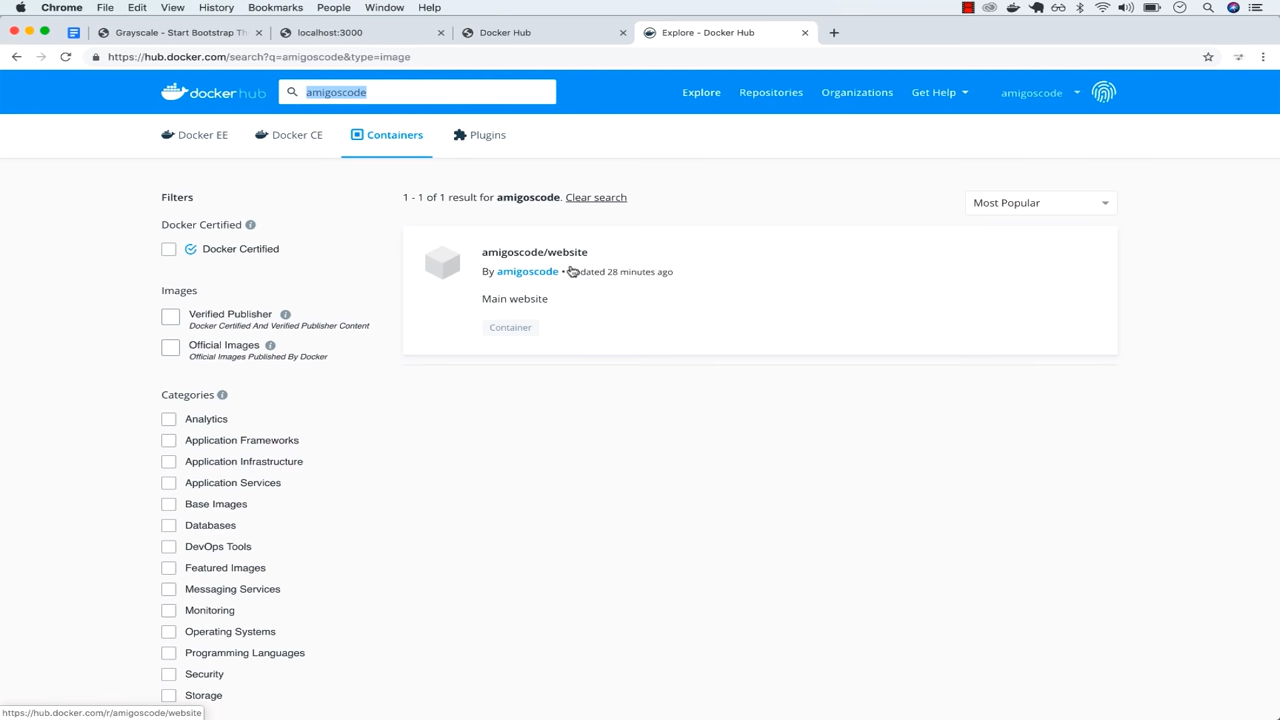 Chrome File Edit View History Bookmarks People Window Help
Grayscale - Start Bootstrap Th
localhost:3000
Docker Hub
Explore - Docker Hub
https://hub.docker.com/search?q=amigoscode&type=image
dockerhub
amigoscode
Explore
Repositories
Organizations
Get Help
amigoscode
Docker EE
Docker CE
Containers
Plugins
Filters
1 - 1 of 1 result for amigoscode. Clear search
Most Popular
Docker Certified
Docker Certified
Images
Verified Publisher
Docker Certified And Verified Publisher Content
Official Images
Official Images Published By Docker
Categories
Analytics
Application Frameworks
Application Infrastructure
Application Services
Base Images
Databases
DevOps Tools
Featured Images
Messaging Services
Monitoring
Operating Systems
Programming Languages
Security
Storage
amigoscode/website
By amigoscode • Updated 28 minutes ago
Main website
Container
https://hub.docker.com/r/amigoscode/website